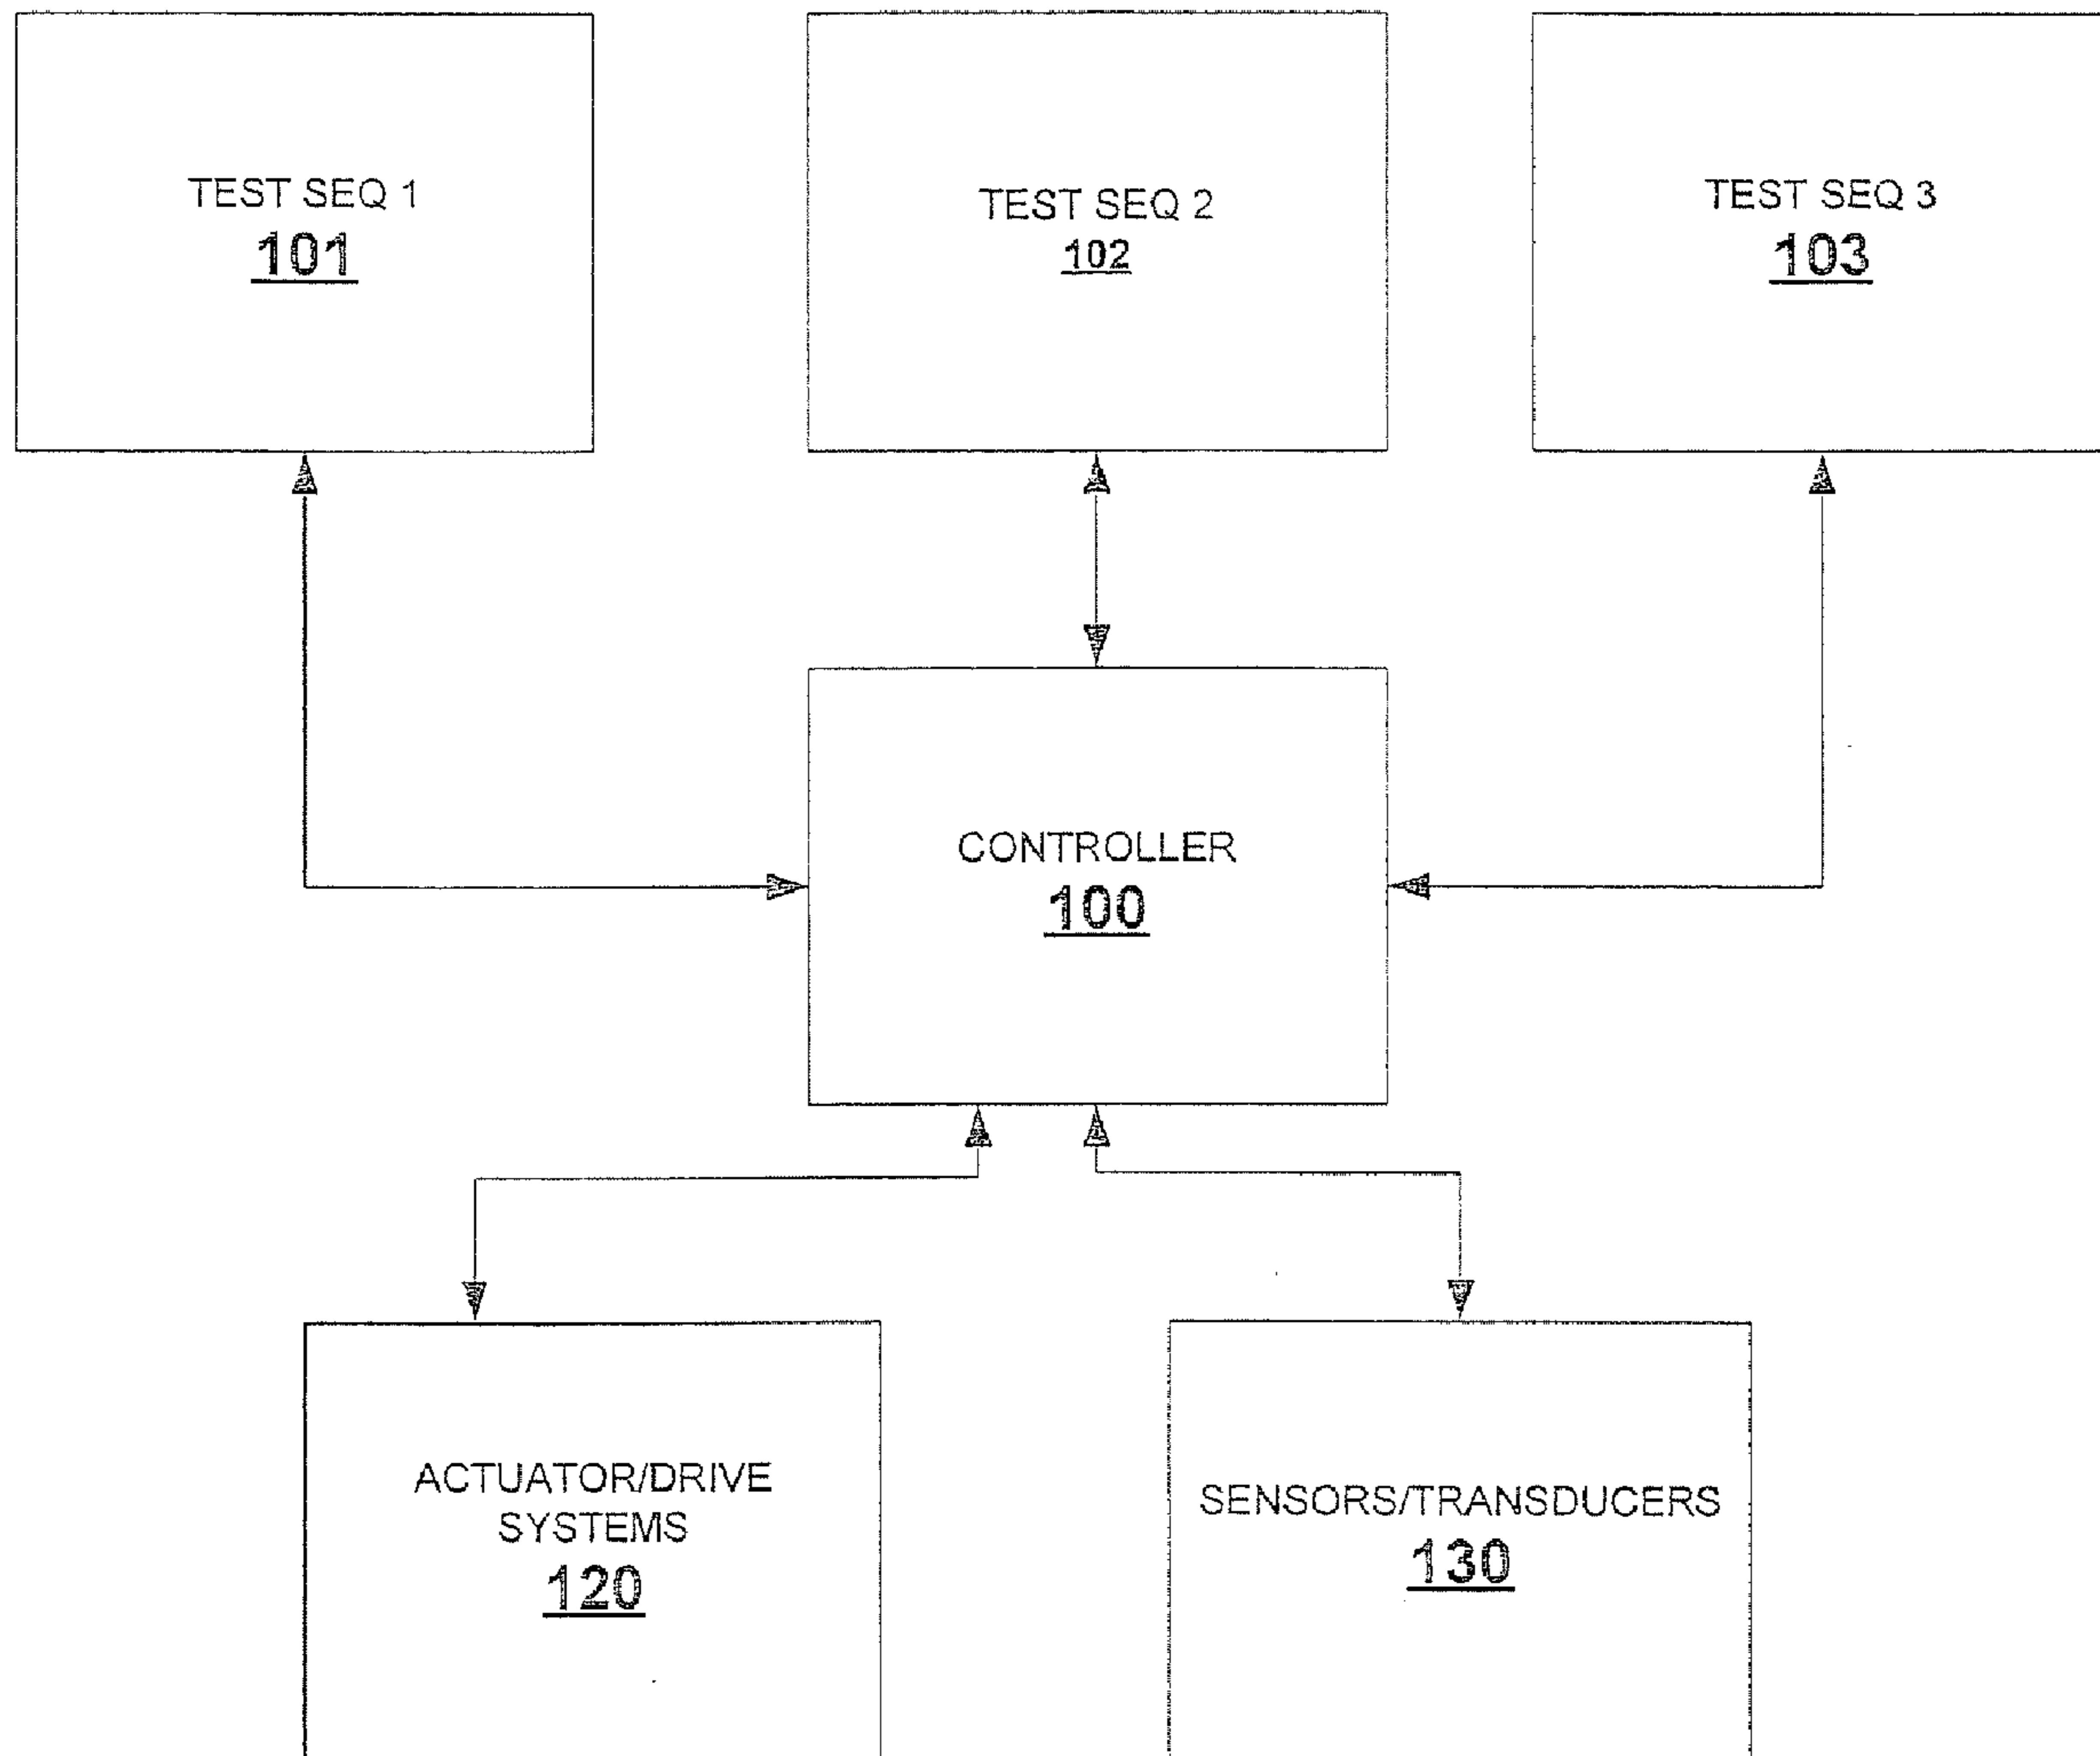 TEST SEQ 1
101
TEST SEQ 2
102
TEST SEQ 3
103
CONTROLLER
100
ACTUATOR/DRIVE
SYSTEMS
120
SENSORS/TRANSDUCERS
130